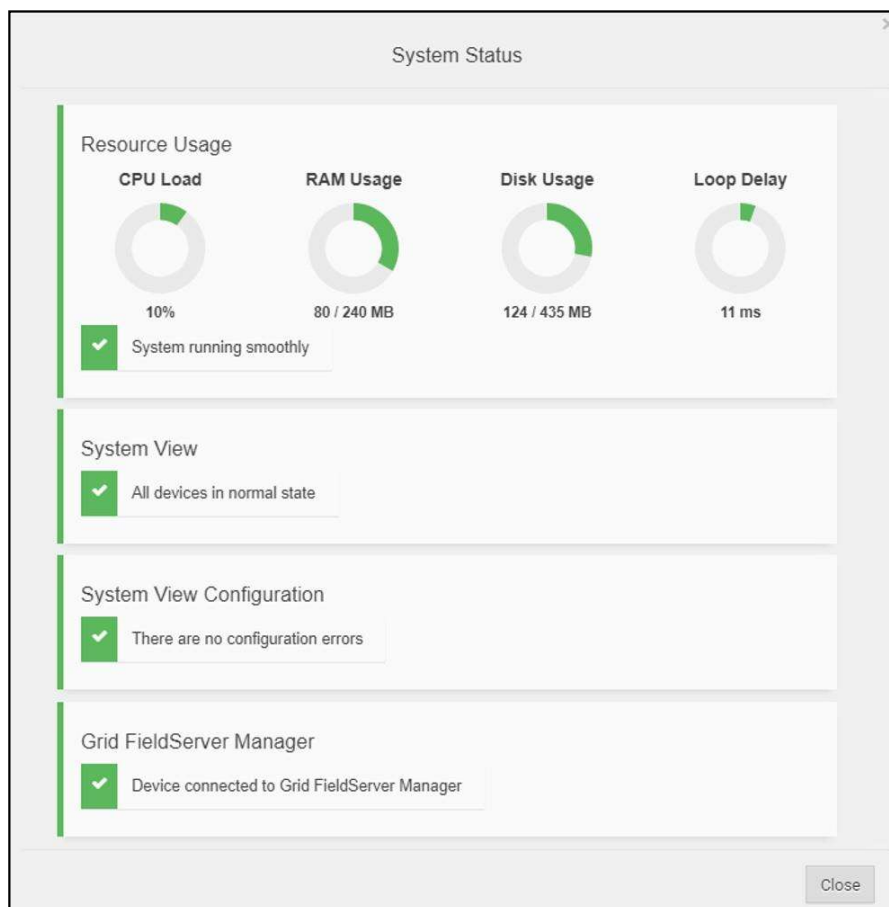 System Status
Resource Usage
CPU Load RAM Usage Disk Usage Loop Delay
10% 80 / 240 MB 124 / 435 MB 11 ms
System running smoothly
System View
All devices in normal state
System View Configuration
There are no configuration errors
Grid FieldServer Manager
Device connected to Grid FieldServer Manager
Close